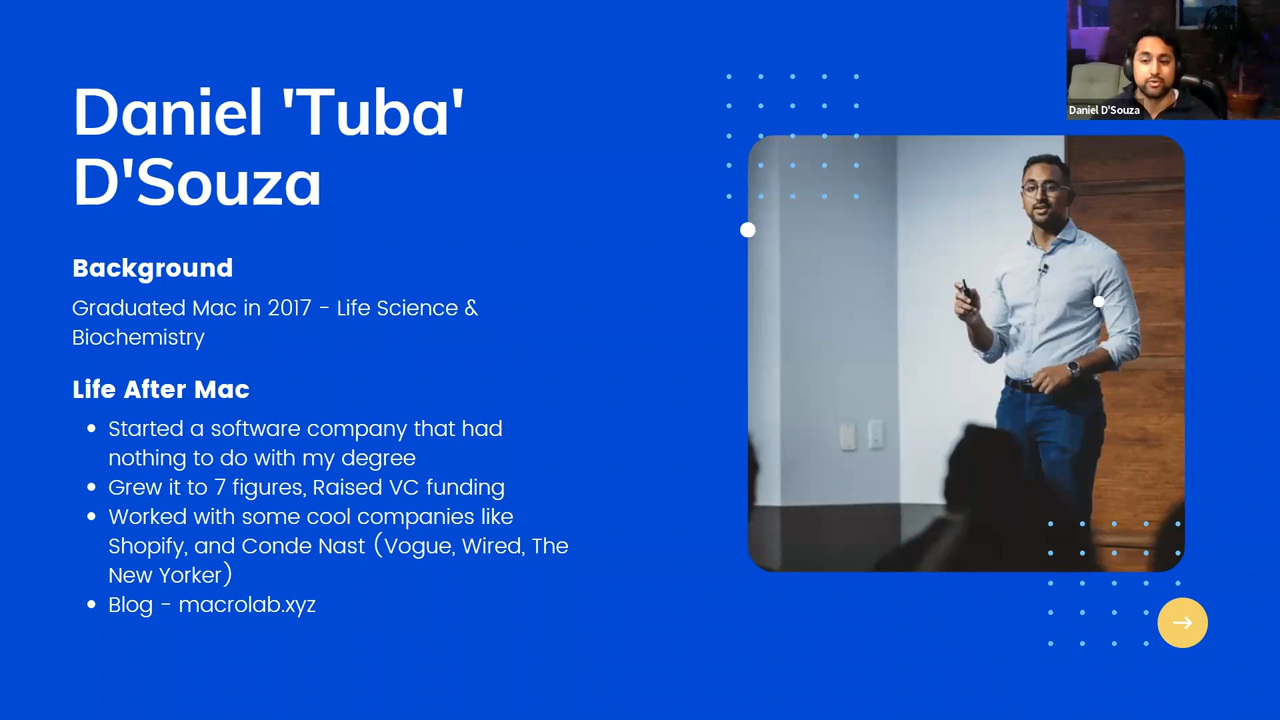 Daniel 'Tuba'
D'Souza
Background
Graduated Mac in 2017 - Life Science &
Biochemistry
Life After Mac
Started a software company that had
nothing to do with my degree
Grew it to 7 figures, Raised VC funding
Worked with some cool companies like
Shopify, and Conde Nast (Vogue, Wired, The
New Yorker)
Blog - macrolab.xyz
Daniel D'Souza